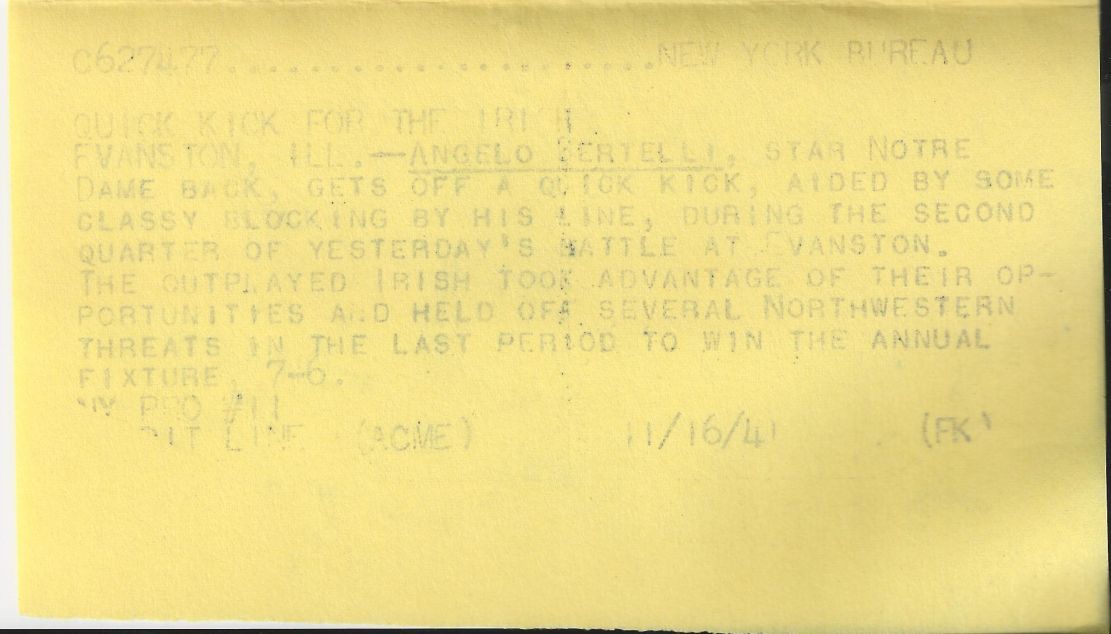 C627477......................NEW YORK BUREAU
QUICK KICK FOR THE IRISH
EVANSTON, ILL.—ANGELO BERTELLI, STAR NOTRE
DAME BACK, GETS OFF A QUICK KICK, AIDED BY SOME
CLASSY BLOCKING BY HIS LINE, DURING THE SECOND
QUARTER OF YESTERDAY'S BATTLE AT EVANSTON.
THE OUTPLAYED IRISH TOOK ADVANTAGE OF THEIR OP-
PORTUNITIES AND HELD OFF SEVERAL NORTHWESTERN
THREATS IN THE LAST PERIOD TO WIN THE ANNUAL
FIXTURE, 7-6.
NY PRO #11
LINE (ACME) 11/16/41 (FK)